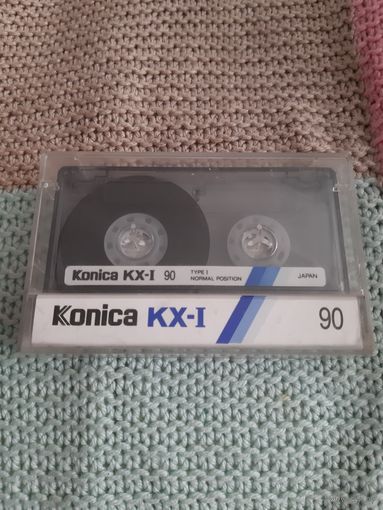 Konica KX-I 90 TYPE I NORMAL POSITION JAPAN
Konica KX-I 90